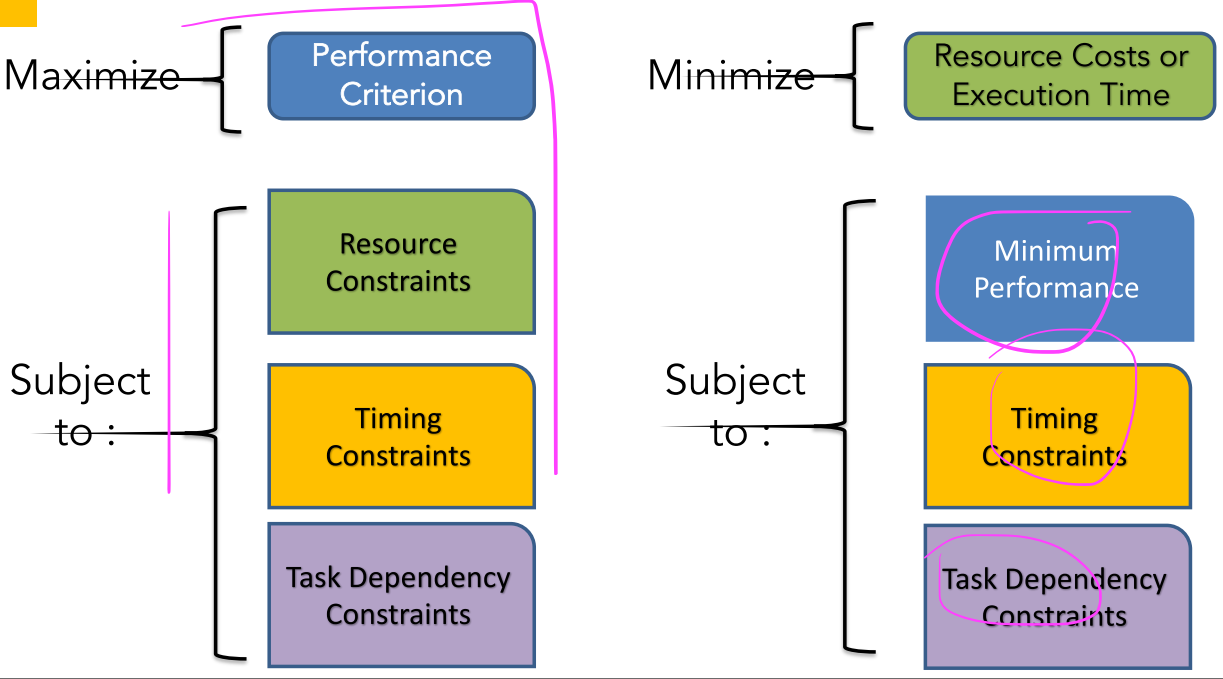 Maximize
Performance
Criterion
Subject
to :
Resource
Constraints
Timing
Constraints
Task Dependency
Constraints
Minimize
Resource Costs or
Execution Time
Subject
to :
Minimum
Performance
Timing
Constraints
Task Dependency
Constraints